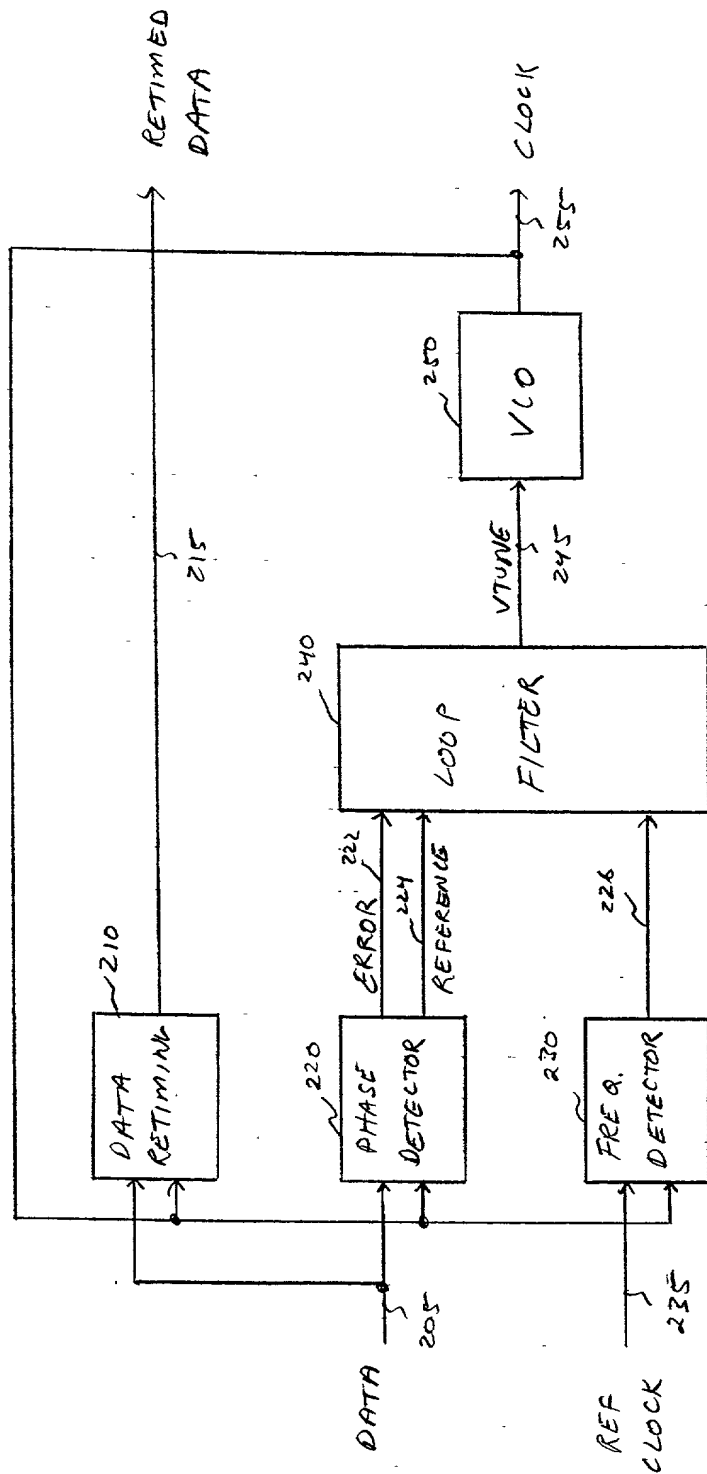 RETIMED
DATA
CLOCK
255
215
250
VCO
VTUNE
245
240
LOOP
FILTER
210
DATA
RETIMING
ERROR
222
224
REFERENCE
226
220
PHASE
DETECTOR
230
FREQ.
DETECTOR
DATA
205
REF
CLOCK
235